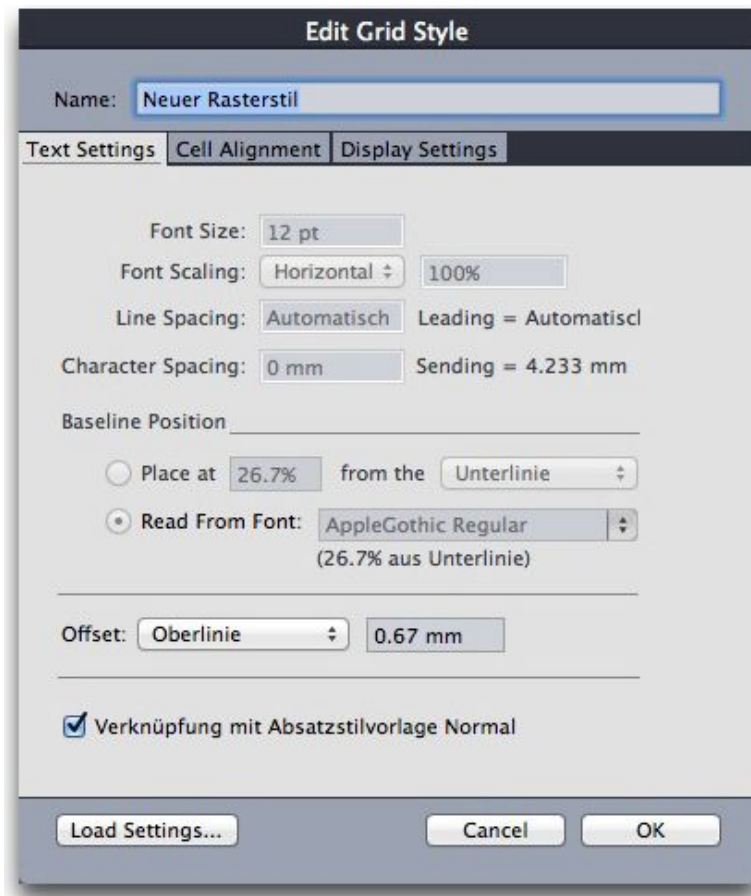 Edit Grid Style
Name: Neuer Rasterstil
Text Settings Cell Alignment Display Settings
Font Size: 12 pt
Font Scaling: Horizontal 100%
Line Spacing: Automatisch Leading = Automatiscl
Character Spacing: 0 mm Sending = 4.233 mm
Baseline Position
Place at 26.7% from the Unterlinie
Read From Font: AppleGothic Regular
(26.7% aus Unterlinie)
Offset: Oberlinie 0.67 mm
Verknüpfung mit Absatzstilvorlage Normal
Load Settings... Cancel OK